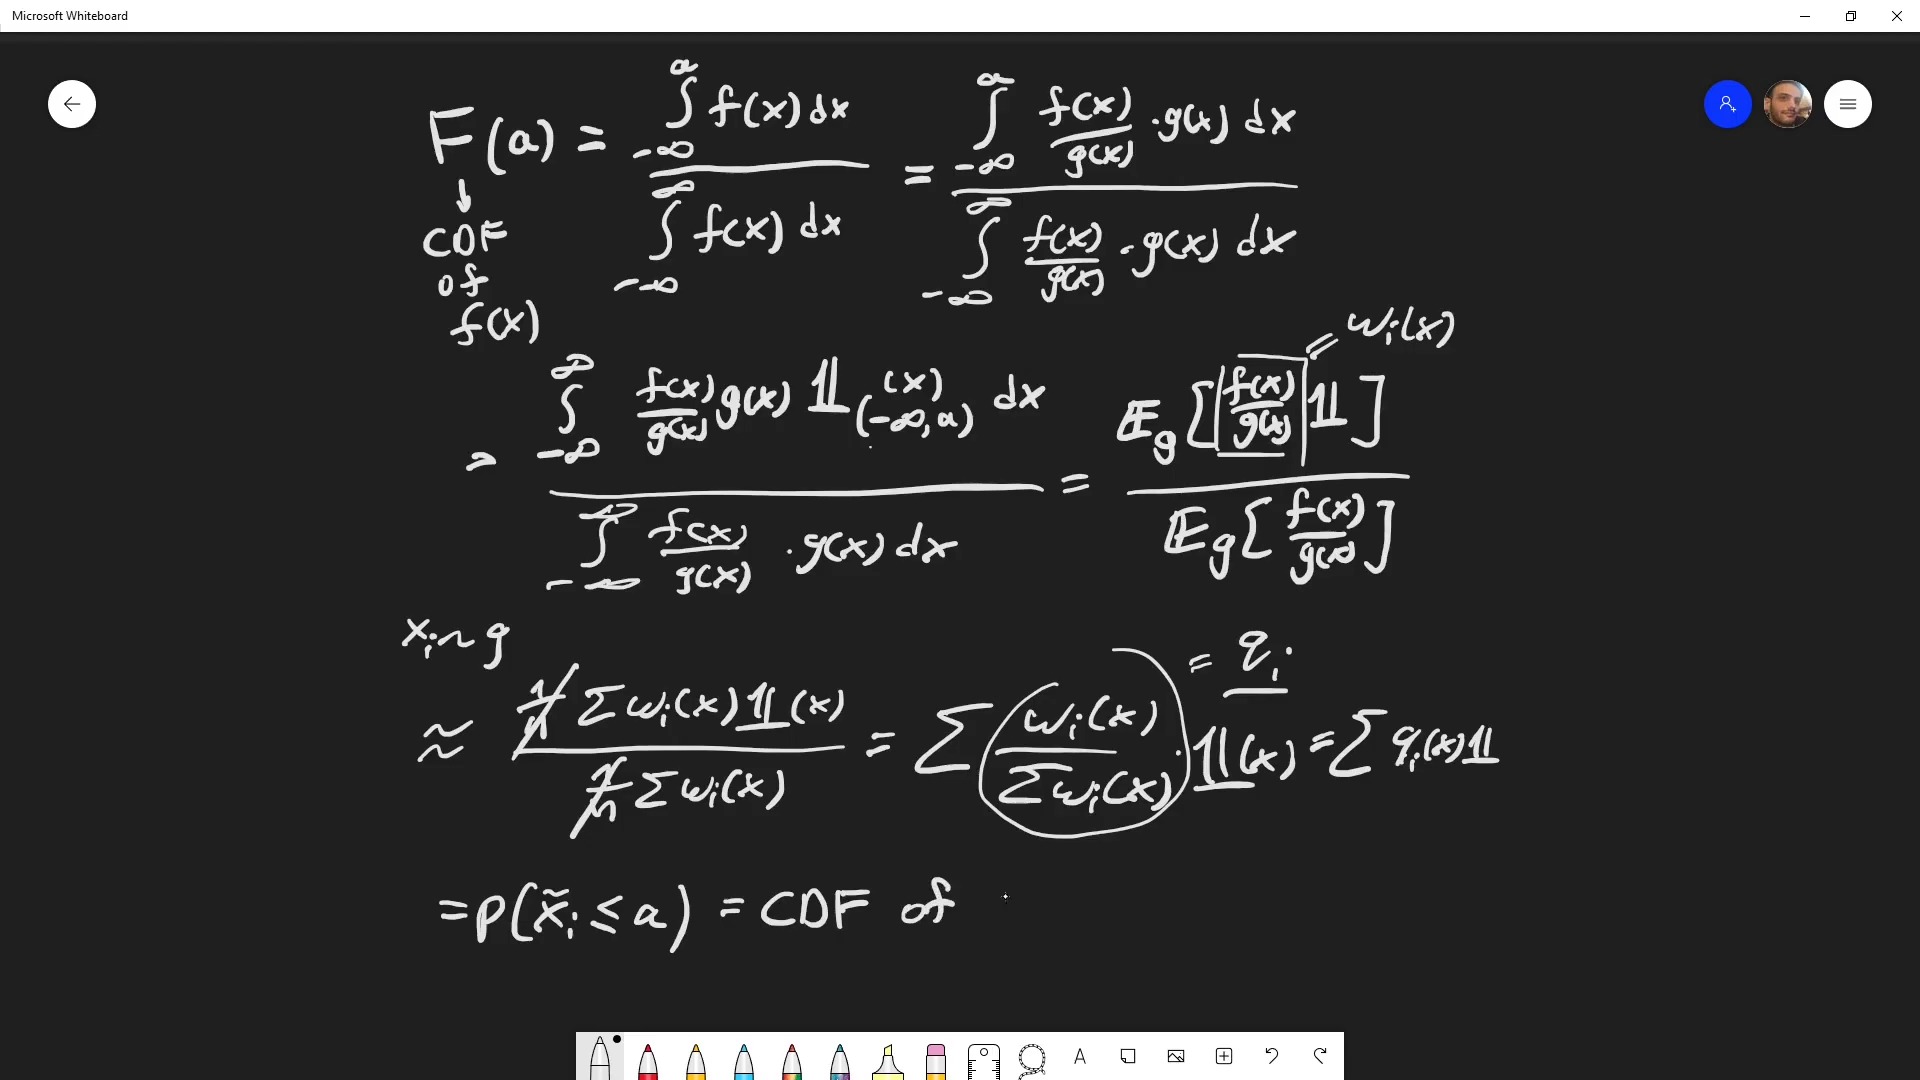 Microsoft Whiteboard
F(a) = ∫_{-∞}^{a} f(x) dx / ∫_{-∞}^{∞} f(x) dx = ∫_{-∞}^{a} f(x)/g(x) · g(x) dx / ∫_{-∞}^{∞} f(x)/g(x) · g(x) dx
↓
CDF
of
f(x)
= ∫_{-∞}^{∞} f(x)/g(x) g(x) 𝟙_{(-∞, a)}(x) dx / ∫_{-∞}^{∞} f(x)/g(x) · g(x) dx = 𝔼_g[f(x)/g(x) 𝟙] / 𝔼_g[f(x)/g(x)]
= w_i(x)
x_i ~ g
≈ 1/n Σ w_i(x) 𝟙(x) / 1/n Σ w_i(x) = Σ w_i(x) / Σ w_i(x) · 𝟙(x) = Σ q_i(x) 𝟙
= q_i
= p(x̃_i ≤ a) = CDF of
A